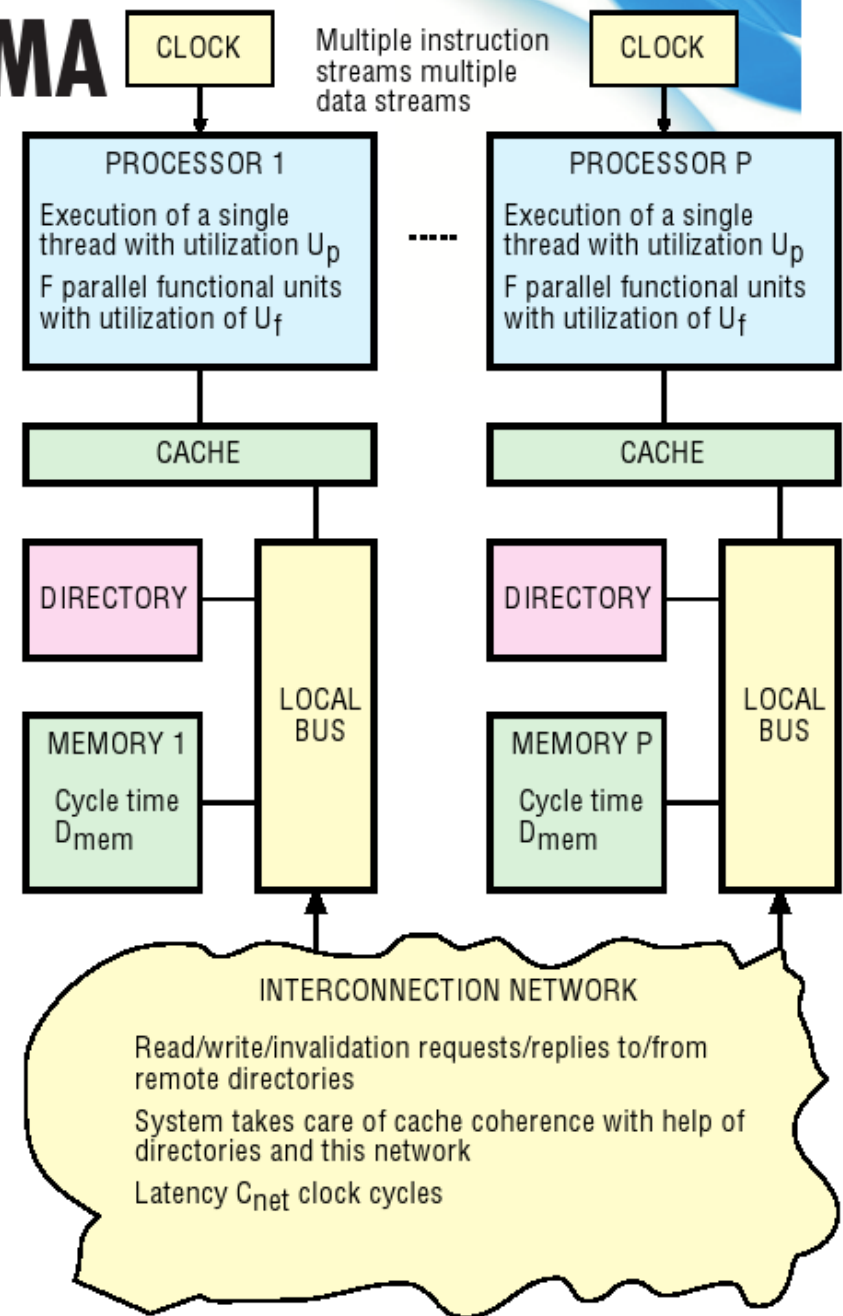 MA
CLOCK
Multiple instruction
streams multiple
data streams
CLOCK
PROCESSOR 1
Execution of a single
thread with utilization Up
F parallel functional units
with utilization of Uf
.....
PROCESSOR P
Execution of a single
thread with utilization Up
F parallel functional units
with utilization of Uf
CACHE
CACHE
DIRECTORY
LOCAL
BUS
MEMORY 1
Cycle time
Dmem
DIRECTORY
LOCAL
BUS
MEMORY P
Cycle time
Dmem
INTERCONNECTION NETWORK
Read/write/invalidation requests/replies to/from
remote directories
System takes care of cache coherence with help of
directories and this network
Latency Cnet clock cycles